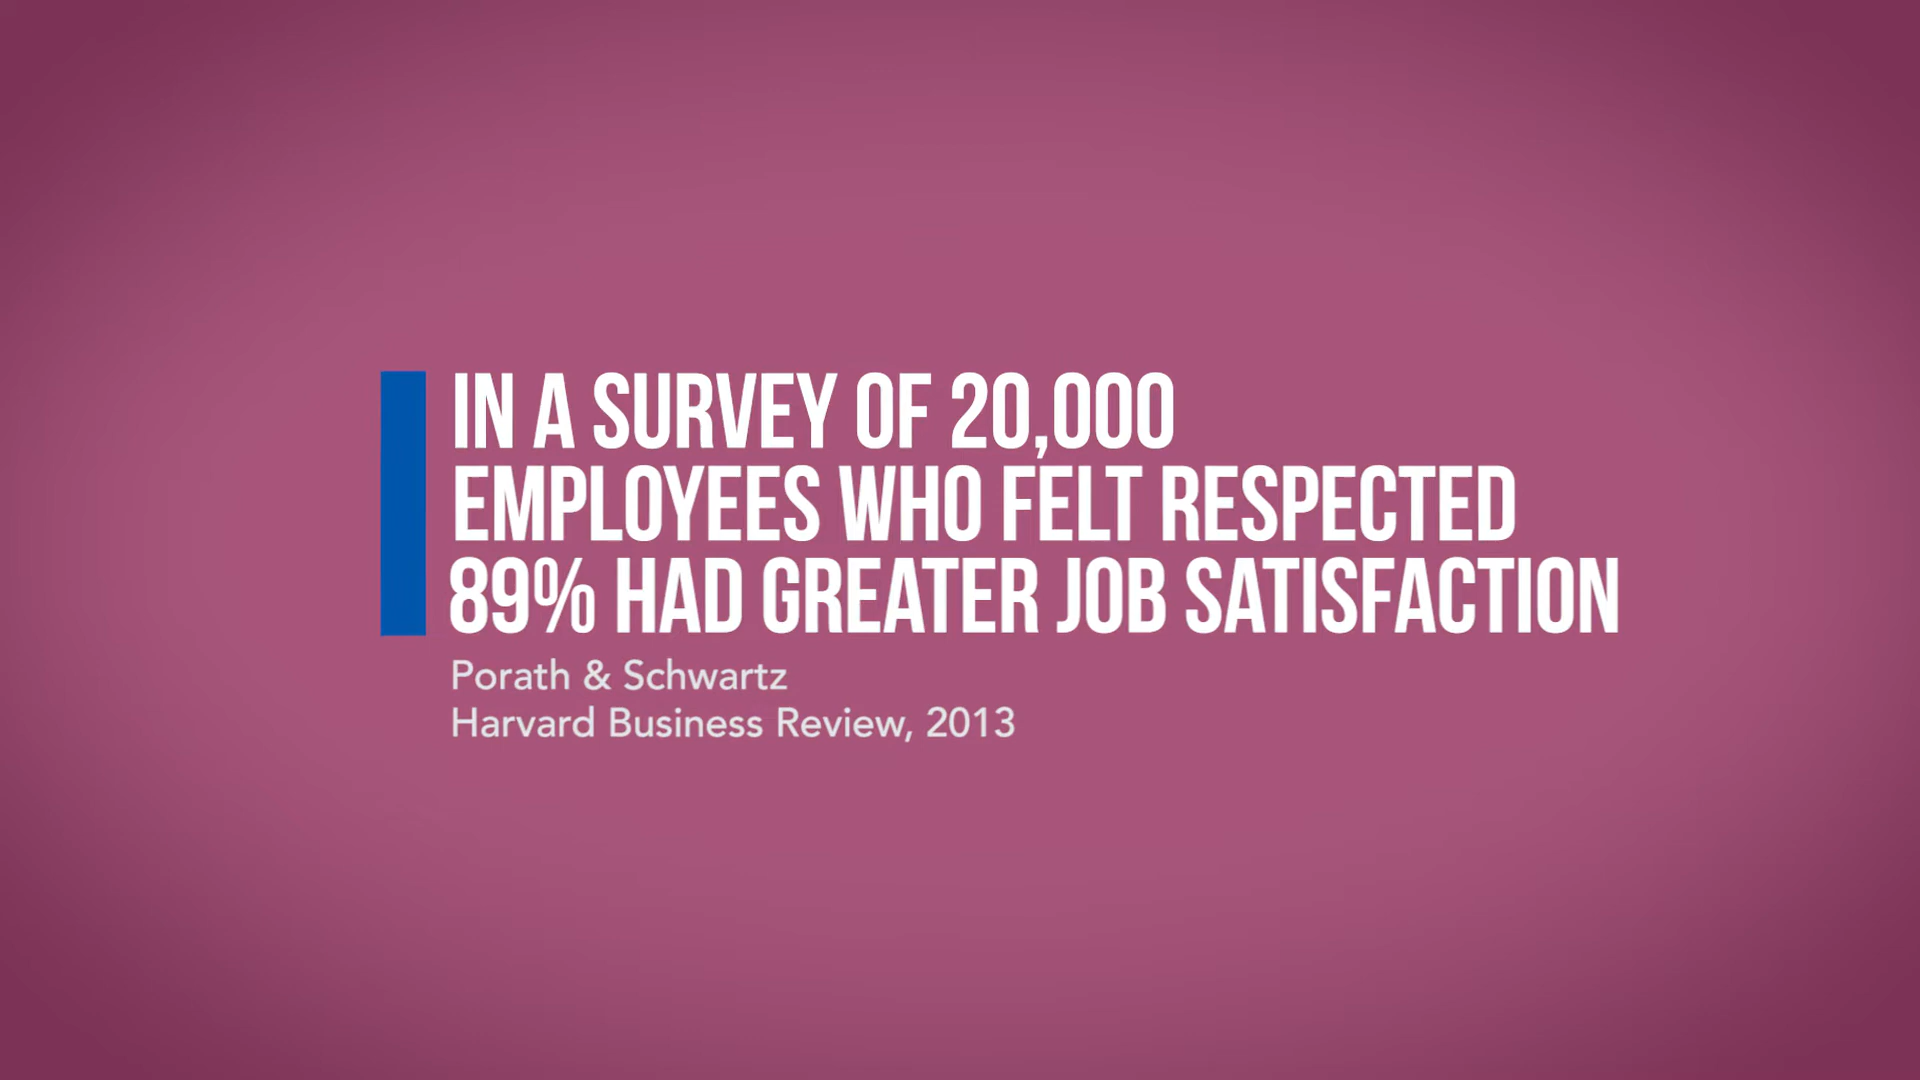 IN A SURVEY OF 20,000
EMPLOYEES WHO FELT RESPECTED
89% HAD GREATER JOB SATISFACTION
Porath & Schwartz
Harvard Business Review, 2013